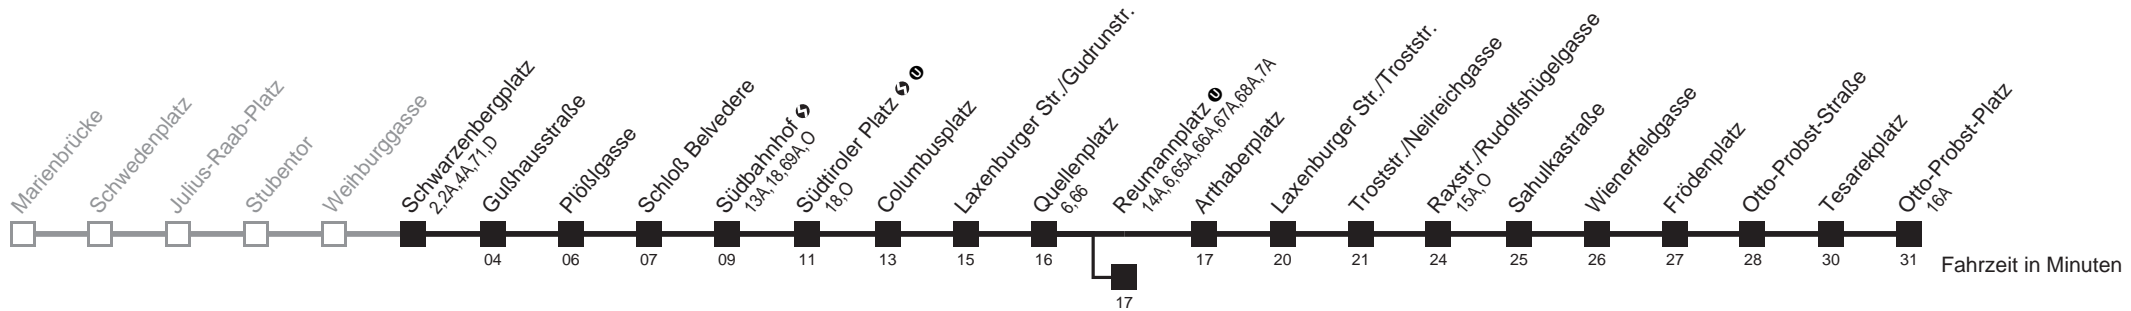 Marienbrücke
Schwedenplatz
Julius-Raab-Platz
Stubentor
Weihburggasse
Schwarzenbergplatz
2,2A,4A,71,D
Gußhausstraße
Plößlgasse
Schloß Belvedere
Südbahnhof S
13A,18,69A,O
Südtiroler Platz S U
18,O
Columbusplatz
Laxenburger Str./Gudrunstr.
Quellenplatz
6,66
Reumannplatz U
14A,6,65A,66A,67A,68A,7A
Arthaberplatz
Laxenburger Str./Troststr.
Troststr./Neilreichgasse
Raxstr./Rudolfshügelgasse
15A,O
Sahulkastraße
Wienerfeldgasse
Frödenplatz
Otto-Probst-Straße
Tesarekplatz
Otto-Probst-Platz
16A
04 06 07 09 11 13 15 16 17 20 21 24 25 26 27 28 30 31
Fahrzeit in Minuten
17